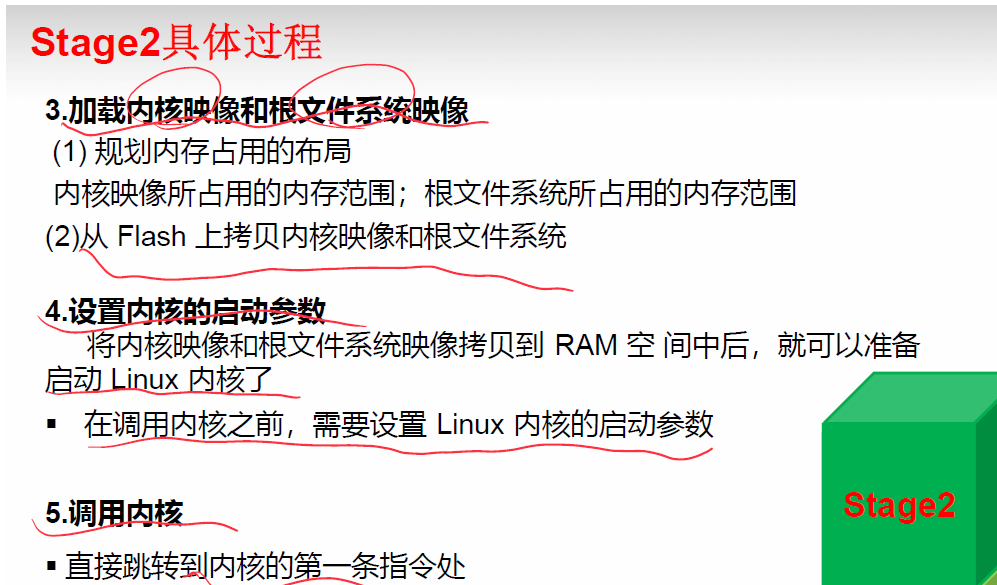 Stage2具体过程
3.加载内核映像和根文件系统映像
(1) 规划内存占用的布局
内核映像所占用的内存范围；根文件系统所占用的内存范围
(2)从 Flash 上拷贝内核映像和根文件系统
4.设置内核的启动参数
将内核映像和根文件系统映像拷贝到 RAM 空 间中后，就可以准备
启动 Linux 内核了
▪ 在调用内核之前，需要设置 Linux 内核的启动参数
5.调用内核
▪ 直接跳转到内核的第一条指令处
Stage2